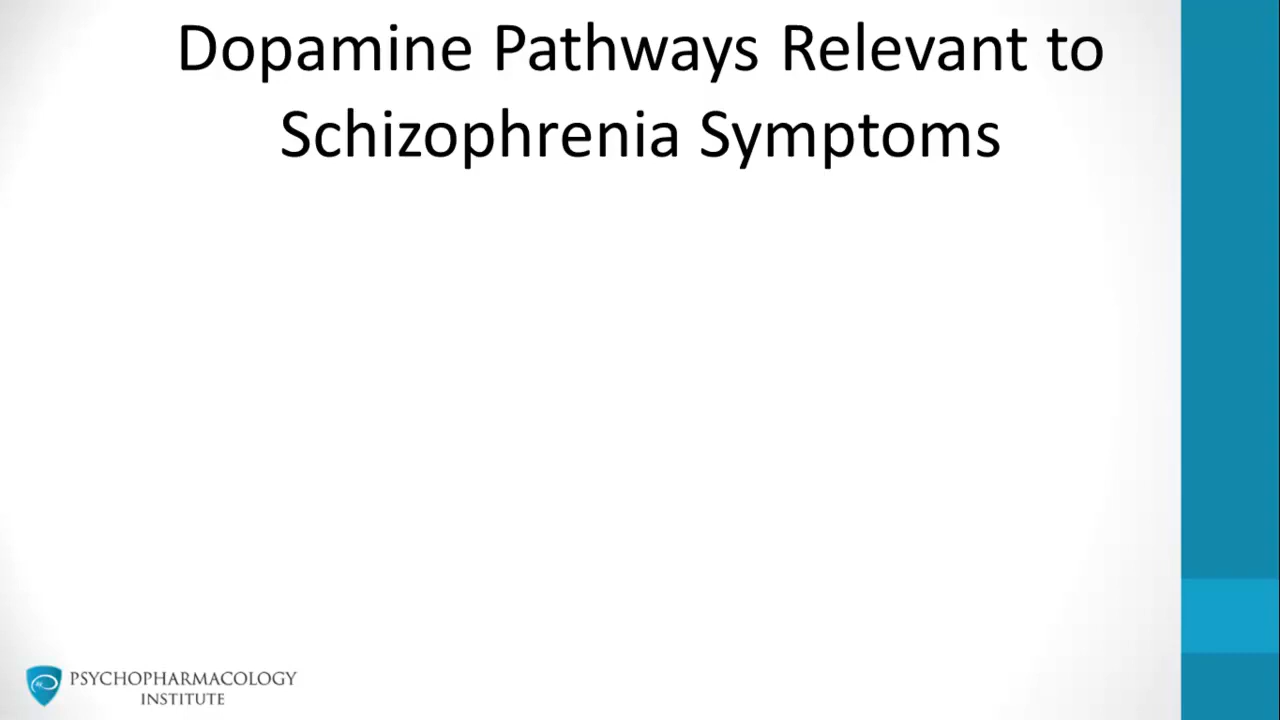 Dopamine Pathways Relevant to
Schizophrenia Symptoms
PSYCHOPHARMACOLOGY
INSTITUTE